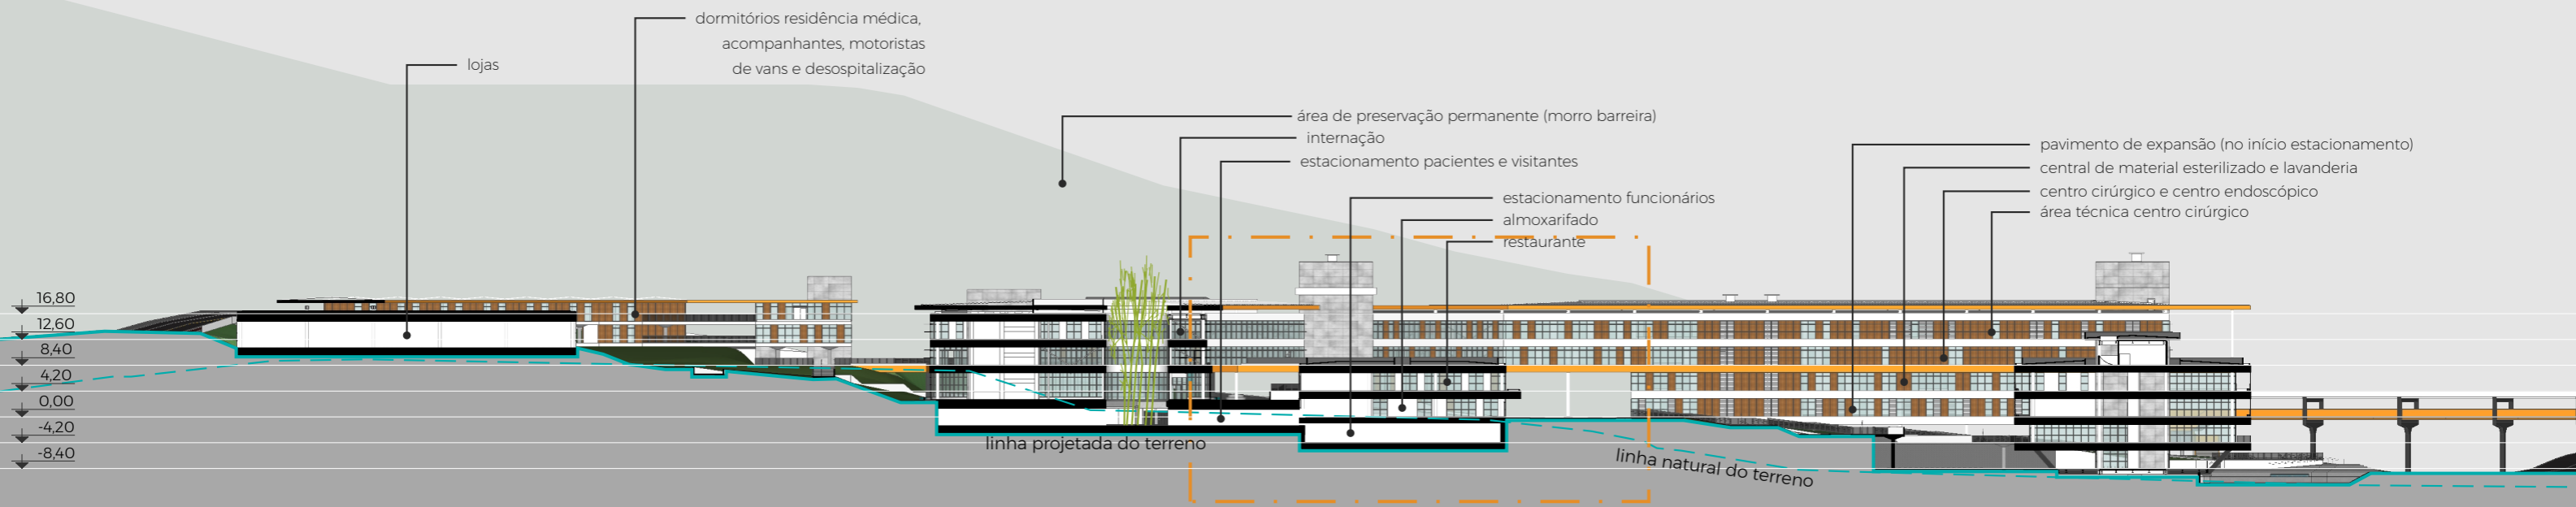 dormitórios residência médica,
acompanhantes, motoristas
de vans e desospitalização
lojas
área de preservação permanente (morro barreira)
internação
estacionamento pacientes e visitantes
estacionamento funcionários
almoxarifado
restaurante
pavimento de expansão (no início estacionamento)
central de material esterilizado e lavanderia
centro cirúrgico e centro endoscópico
área técnica centro cirúrgico
16,80
12,60
8,40
4,20
0,00
-4,20
-8,40
linha projetada do terreno
linha natural do terreno